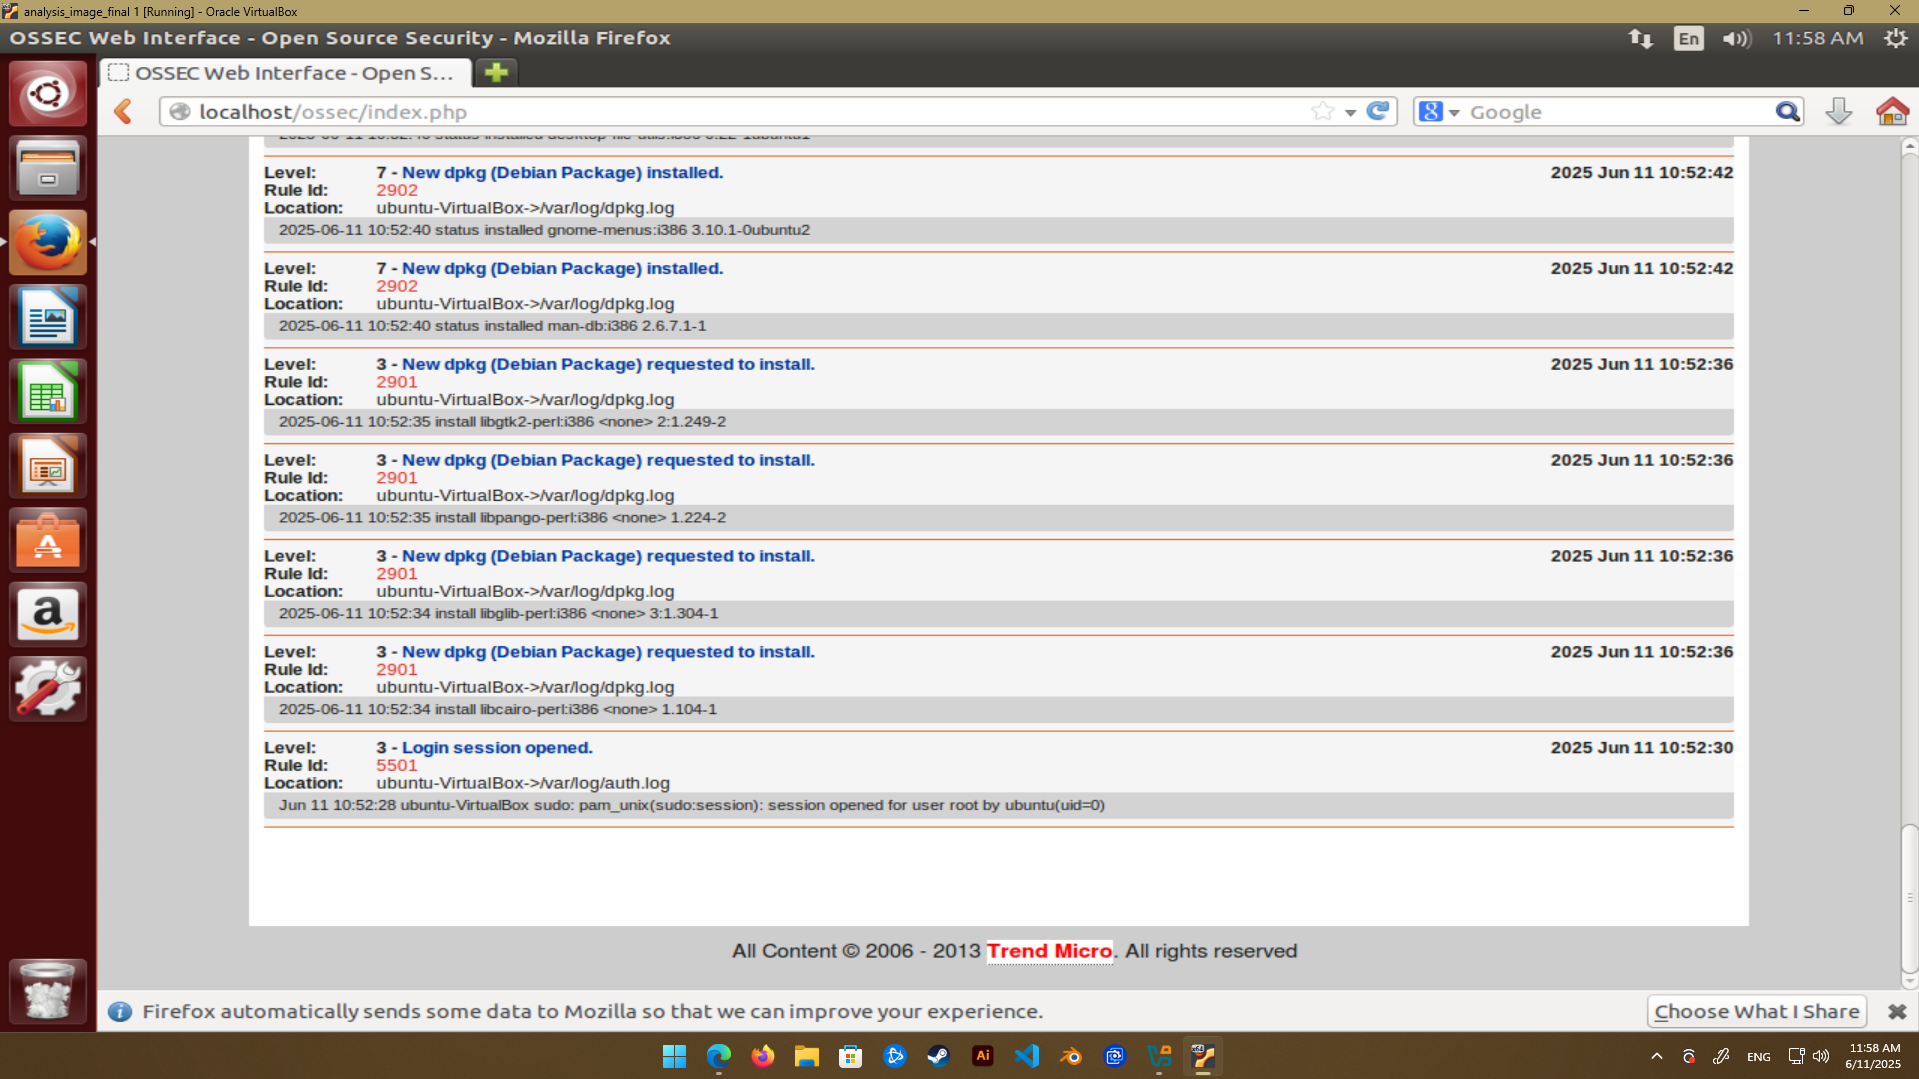 analysis_image_final 1 [Running] - Oracle VirtualBox
OSSEC Web Interface - Open Source Security - Mozilla Firefox
En
11:58 AM
OSSEC Web Interface - Open S...
localhost/ossec/index.php
Google
Level: 7 - New dpkg (Debian Package) installed. 2025 Jun 11 10:52:42
Rule Id: 2902
Location: ubuntu-VirtualBox->/var/log/dpkg.log
2025-06-11 10:52:40 status installed gnome-menus:i386 3.10.1-0ubuntu2
Level: 7 - New dpkg (Debian Package) installed. 2025 Jun 11 10:52:42
Rule Id: 2902
Location: ubuntu-VirtualBox->/var/log/dpkg.log
2025-06-11 10:52:40 status installed man-db:i386 2.6.7.1-1
Level: 3 - New dpkg (Debian Package) requested to install. 2025 Jun 11 10:52:36
Rule Id: 2901
Location: ubuntu-VirtualBox->/var/log/dpkg.log
2025-06-11 10:52:35 install libgtk2-perl:i386 <none> 2:1.249-2
Level: 3 - New dpkg (Debian Package) requested to install. 2025 Jun 11 10:52:36
Rule Id: 2901
Location: ubuntu-VirtualBox->/var/log/dpkg.log
2025-06-11 10:52:35 install libpango-perl:i386 <none> 1.224-2
Level: 3 - New dpkg (Debian Package) requested to install. 2025 Jun 11 10:52:36
Rule Id: 2901
Location: ubuntu-VirtualBox->/var/log/dpkg.log
2025-06-11 10:52:34 install libglib-perl:i386 <none> 3:1.304-1
Level: 3 - New dpkg (Debian Package) requested to install. 2025 Jun 11 10:52:36
Rule Id: 2901
Location: ubuntu-VirtualBox->/var/log/dpkg.log
2025-06-11 10:52:34 install libcairo-perl:i386 <none> 1.104-1
Level: 3 - Login session opened. 2025 Jun 11 10:52:30
Rule Id: 5501
Location: ubuntu-VirtualBox->/var/log/auth.log
Jun 11 10:52:28 ubuntu-VirtualBox sudo: pam_unix(sudo:session): session opened for user root by ubuntu(uid=0)
All Content © 2006 - 2013 Trend Micro. All rights reserved
Firefox automatically sends some data to Mozilla so that we can improve your experience.
Choose What I Share
Ai
ENG
11:58 AM
6/11/2025